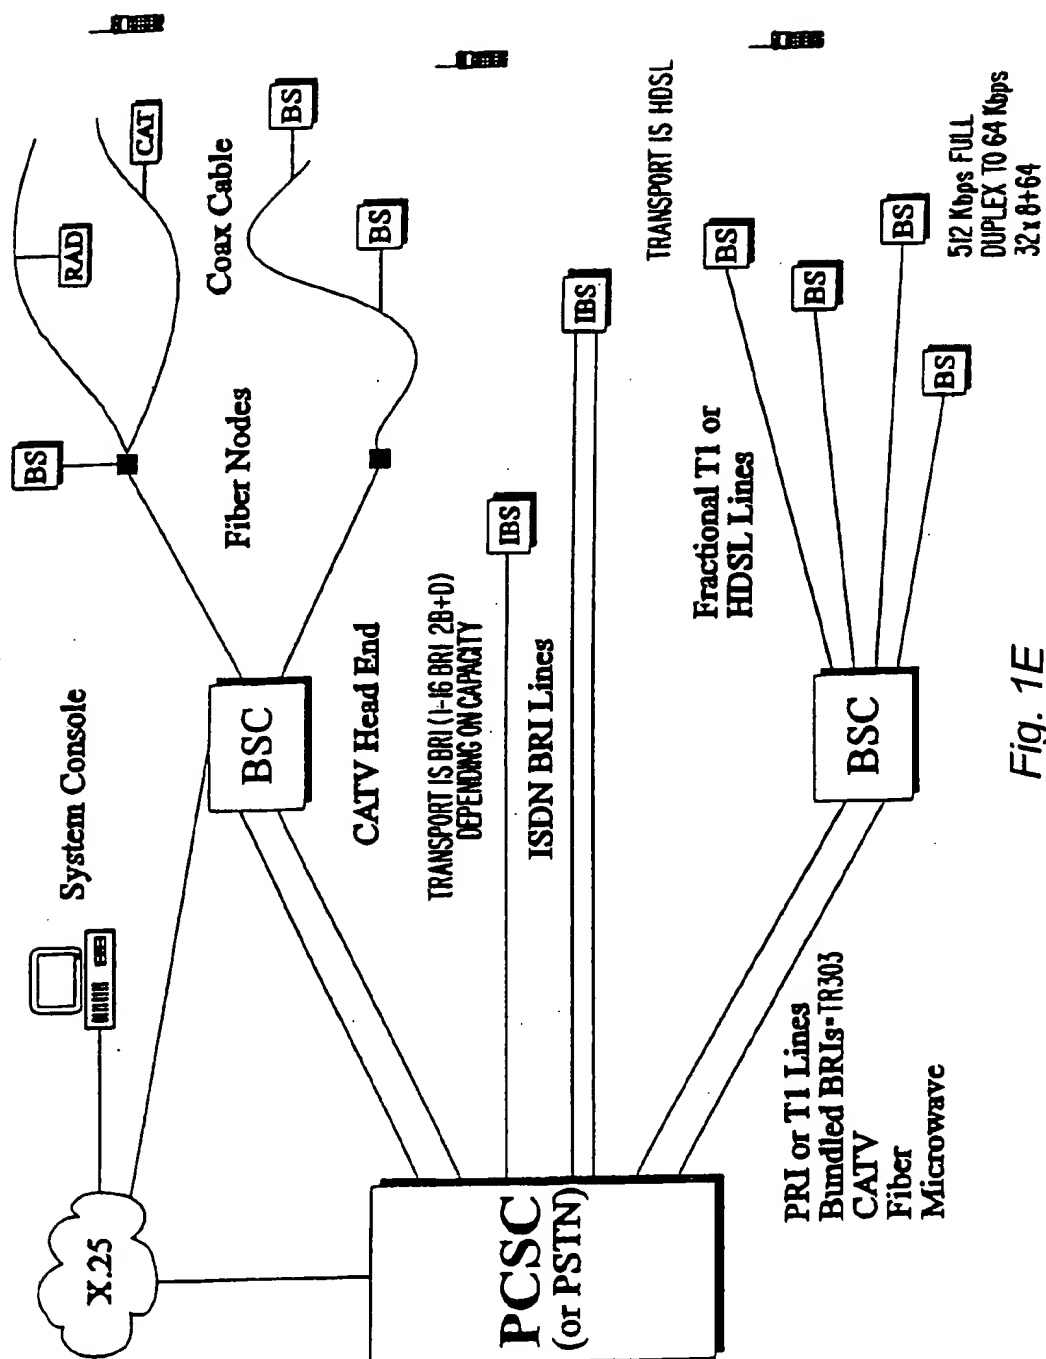 System Console
X.25
BS
RAD
CAT
Fiber Nodes
Coax Cable
BS
BS
BSC
CATV Head End
TRANSPORT IS BRI (1-16 BRI 2B+D)
DEPENDING ON CAPACITY
IBS
ISDN BRI Lines
IBS
PCSC
(or PSTN)
TRANSPORT IS HDSL
Fractional T1 or
HDSL Lines
BS
BS
BS
BS
BSC
PRI or T1 Lines
Bundled BRIs=TR303
CATV
Fiber
Microwave
512 Kbps FULL
DUPLEX TO 64 Kbps
32 x 8+64
Fig. 1E